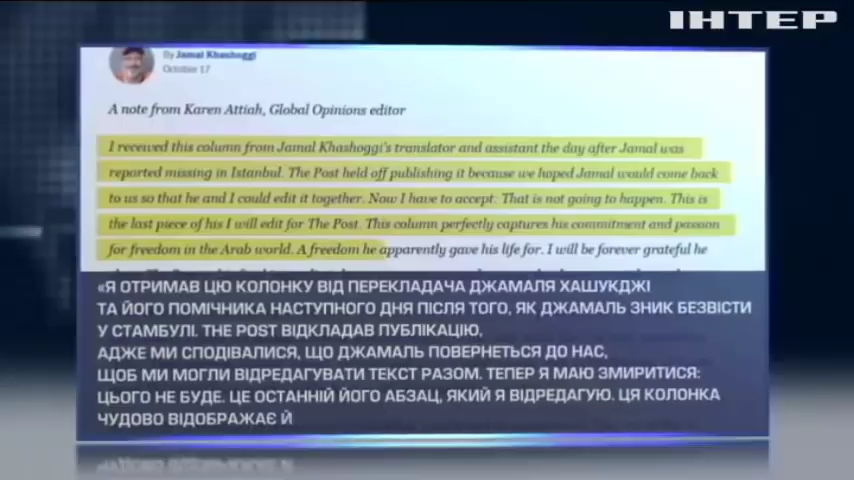 ІНТЕР
By Jamal Khashoggi
October 17
A note from Karen Attiah, Global Opinions editor
I received this column from Jamal Khashoggi's translator and assistant the day after Jamal was
reported missing in Istanbul. The Post held off publishing it because we hoped Jamal would come back
to us so that he and I could edit it together. Now I have to accept: That is not going to happen. This is
the last piece of his I will edit for The Post. This column perfectly captures his commitment and passion
for freedom in the Arab world. A freedom he apparently gave his life for. I will be forever grateful he
«Я ОТРИМАВ ЦЮ КОЛОНКУ ВІД ПЕРЕКЛАДАЧА ДЖАМАЛЯ ХАШУКДЖІ
ТА ЙОГО ПОМІЧНИКА НАСТУПНОГО ДНЯ ПІСЛЯ ТОГО, ЯК ДЖАМАЛЬ ЗНИК БЕЗВІСТИ
У СТАМБУЛІ. THE POST ВІДКЛАДАВ ПУБЛІКАЦІЮ,
АДЖЕ МИ СПОДІВАЛИСЯ, ЩО ДЖАМАЛЬ ПОВЕРНЕТЬСЯ ДО НАС,
ЩОБ МИ МОГЛИ ВІДРЕДАГУВАТИ ТЕКСТ РАЗОМ. ТЕПЕР Я МАЮ ЗМИРИТИСЯ:
ЦЬОГО НЕ БУДЕ. ЦЕ ОСТАННІЙ ЙОГО АБЗАЦ, ЯКИЙ Я ВІДРЕДАГУЮ. ЦЯ КОЛОНКА
ЧУДОВО ВІДОБРАЖАЄ Й